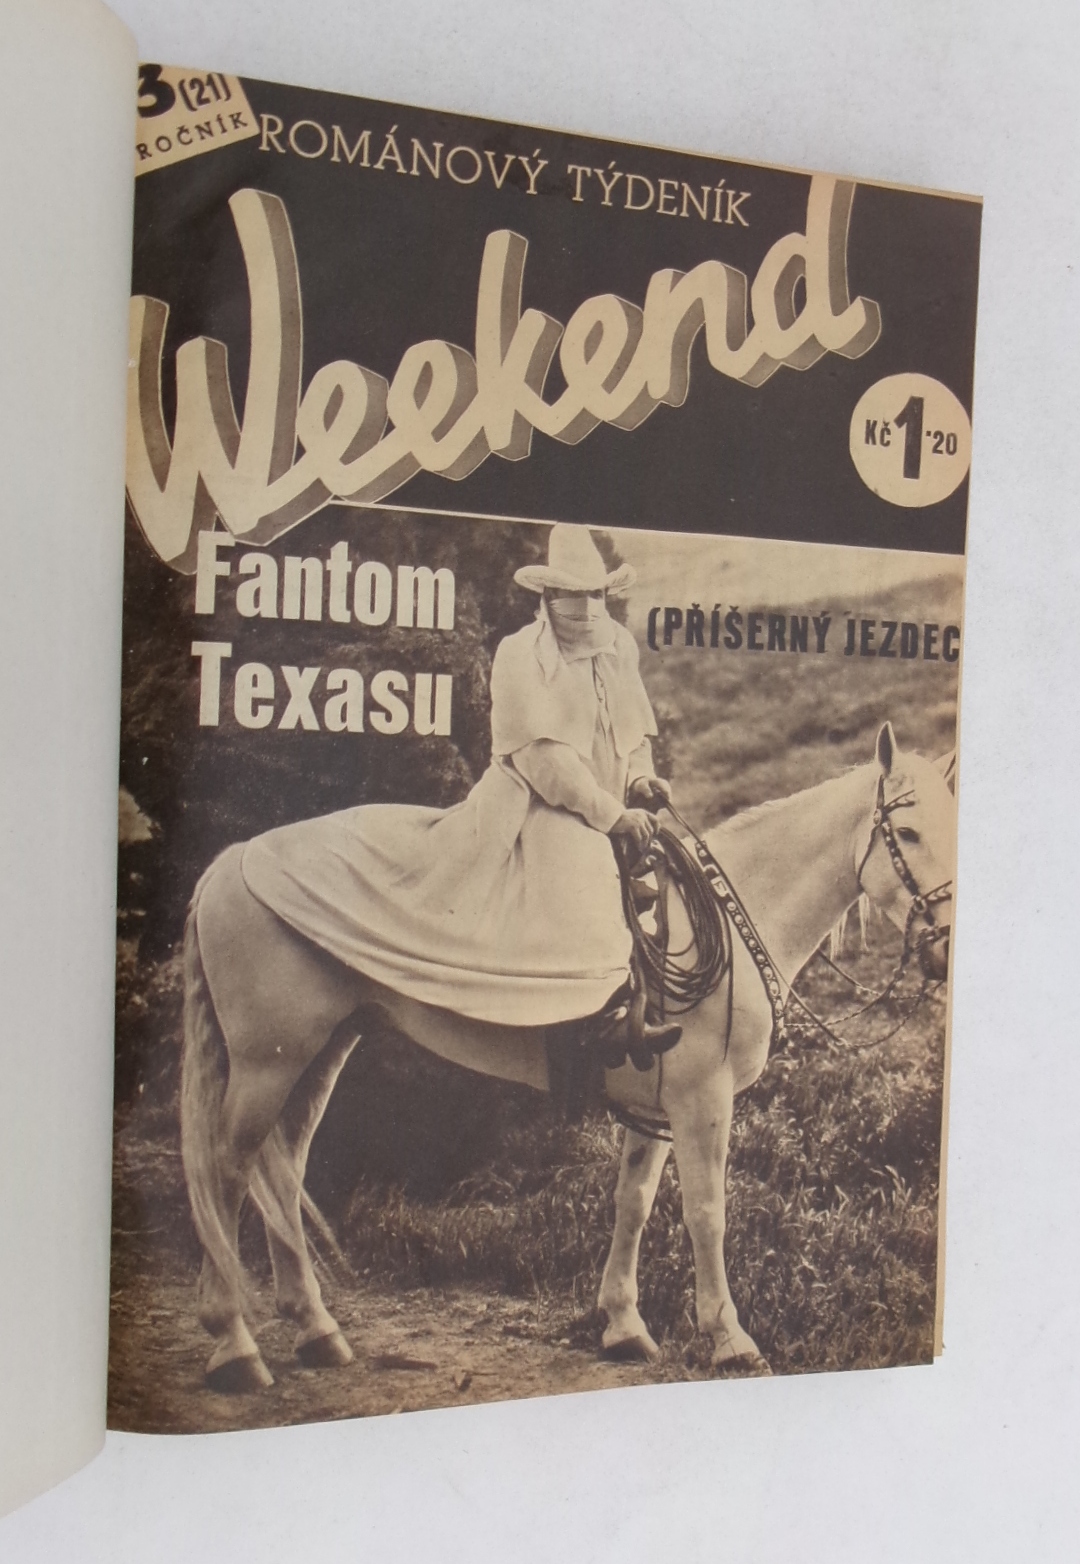 3 (21)
ROČNÍK
ROMÁNOVÝ TÝDENÍK
Weekend
Kč 1·20
Fantom
Texasu
(PŘÍŠERNÝ JEZDEC